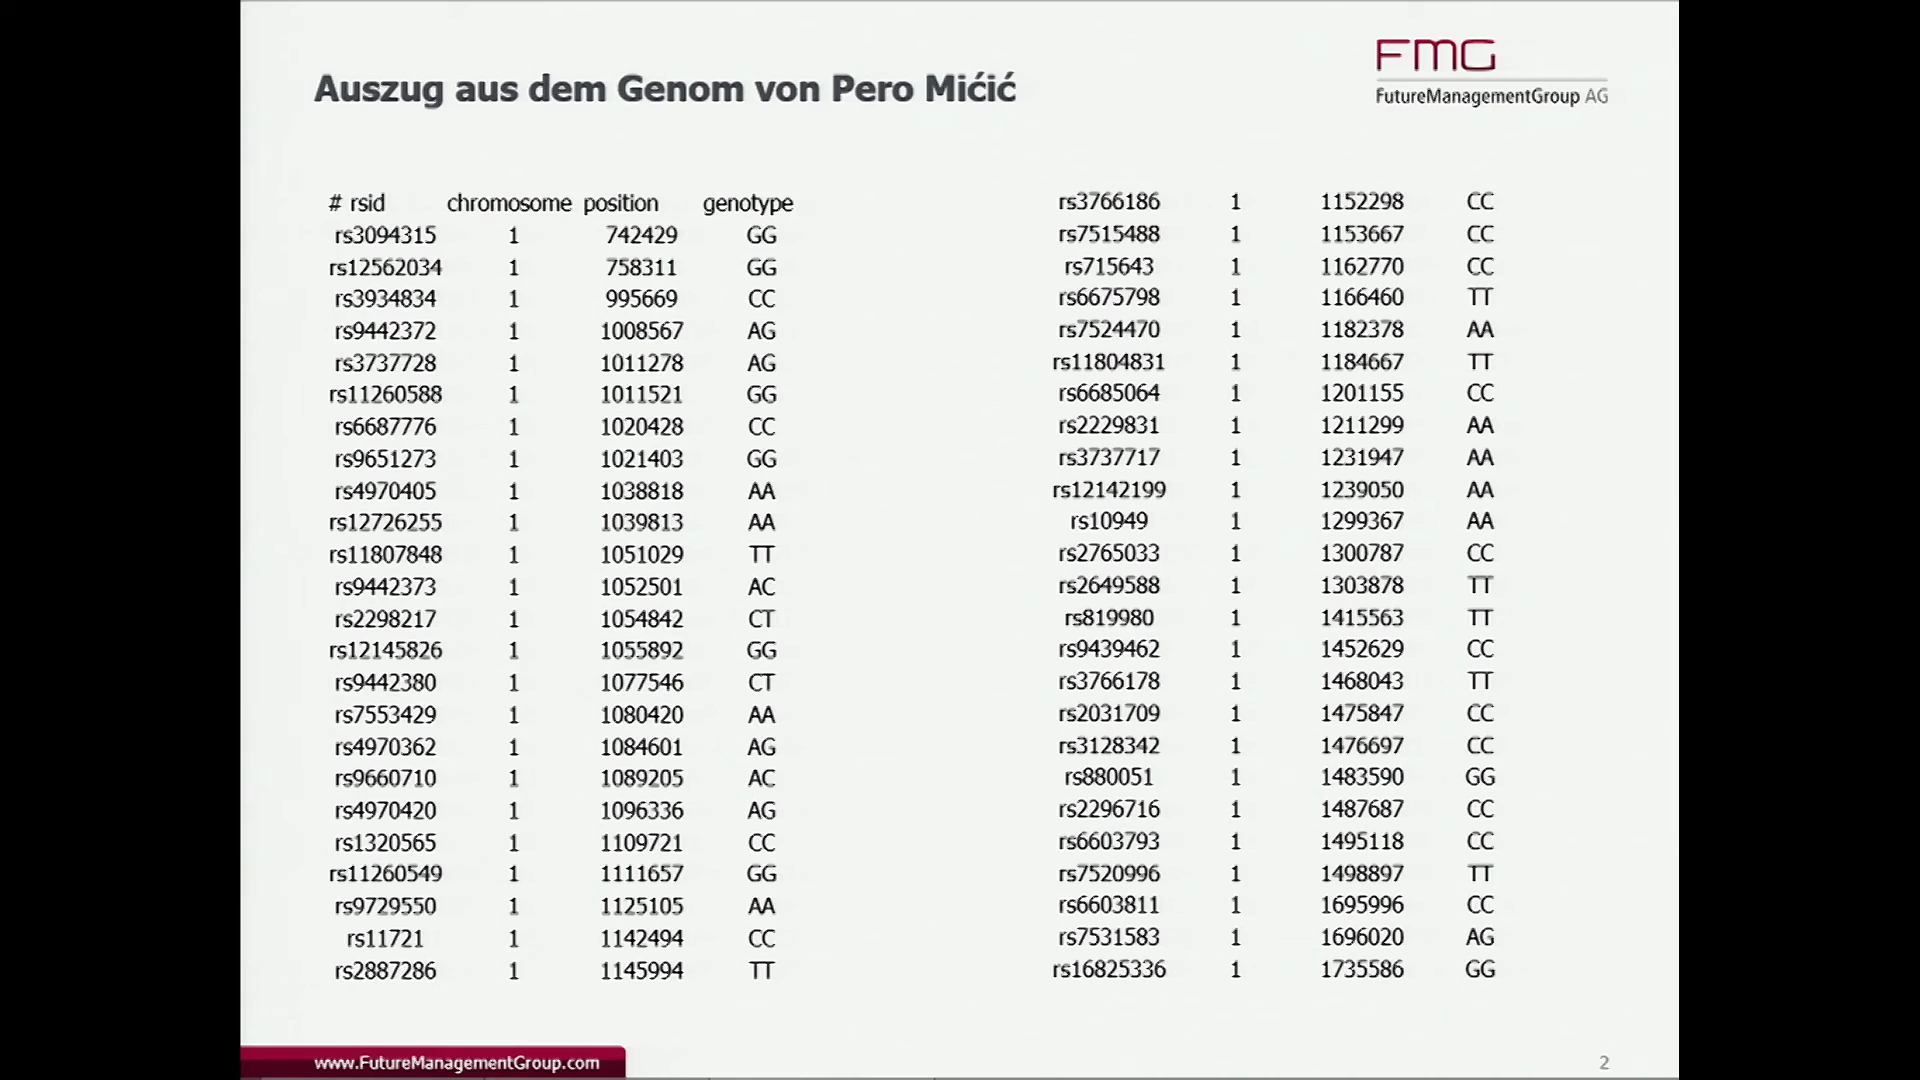 FMG
FutureManagementGroup AG
Auszug aus dem Genom von Pero Mićić
# rsid chromosome position genotype
rs3094315 1 742429 GG
rs12562034 1 758311 GG
rs3934834 1 995669 CC
rs9442372 1 1008567 AG
rs3737728 1 1011278 AG
rs11260588 1 1011521 GG
rs6687776 1 1020428 CC
rs9651273 1 1021403 GG
rs4970405 1 1038818 AA
rs12726255 1 1039813 AA
rs11807848 1 1051029 TT
rs9442373 1 1052501 AC
rs2298217 1 1054842 CT
rs12145826 1 1055892 GG
rs9442380 1 1077546 CT
rs7553429 1 1080420 AA
rs4970362 1 1084601 AG
rs9660710 1 1089205 AC
rs4970420 1 1096336 AG
rs1320565 1 1109721 CC
rs11260549 1 1111657 GG
rs9729550 1 1125105 AA
rs11721 1 1142494 CC
rs2887286 1 1145994 TT
rs3766186 1 1152298 CC
rs7515488 1 1153667 CC
rs715643 1 1162770 CC
rs6675798 1 1166460 TT
rs7524470 1 1182378 AA
rs11804831 1 1184667 TT
rs6685064 1 1201155 CC
rs2229831 1 1211299 AA
rs3737717 1 1231947 AA
rs12142199 1 1239050 AA
rs10949 1 1299367 AA
rs2765033 1 1300787 CC
rs2649588 1 1303878 TT
rs819980 1 1415563 TT
rs9439462 1 1452629 CC
rs3766178 1 1468043 TT
rs2031709 1 1475847 CC
rs3128342 1 1476697 CC
rs880051 1 1483590 GG
rs2296716 1 1487687 CC
rs6603793 1 1495118 CC
rs7520996 1 1498897 TT
rs6603811 1 1695996 CC
rs7531583 1 1696020 AG
rs16825336 1 1735586 GG
www.FutureManagementGroup.com
2